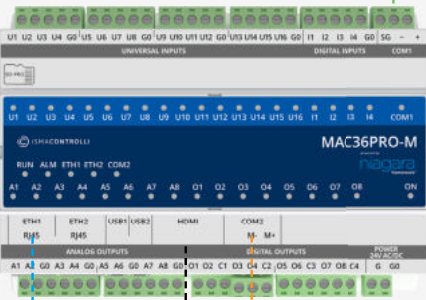 U1 U2 U3 U4 G0 U5 U6 U7 U8 G0 U9 U10 U11 U12 G0 U13 U14 U15 U16 G0 I1 I2 I3 I4 G0 SG - +
UNIVERSAL INPUTS DIGITAL INPUTS COM1
U1 U2 U3 U4 U5 U6 U7 U8 U9 U10 U11 U12 U13 U14 U15 U16 I1 I2 I3 I4 COM1
iSMACONTROLLI MAC36PRO-M
niagara
RUN ALM ETH1 ETH2 COM2
A1 A2 A3 A4 A5 A6 A7 A8 O1 O2 O3 O4 O5 O6 O7 O8 ON
ETH1 ETH2 USB1 USB2 HDMI COM2
RJ45 RJ45 M- M+
ANALOG OUTPUTS DIGITAL OUTPUTS POWER
24V AC/DC
A1 A2 G0 A3 A4 G0 A5 A6 G0 A7 A8 G0 O1 O2 C1 O3 O4 C2 O5 O6 C3 O7 O8 C4 G G0